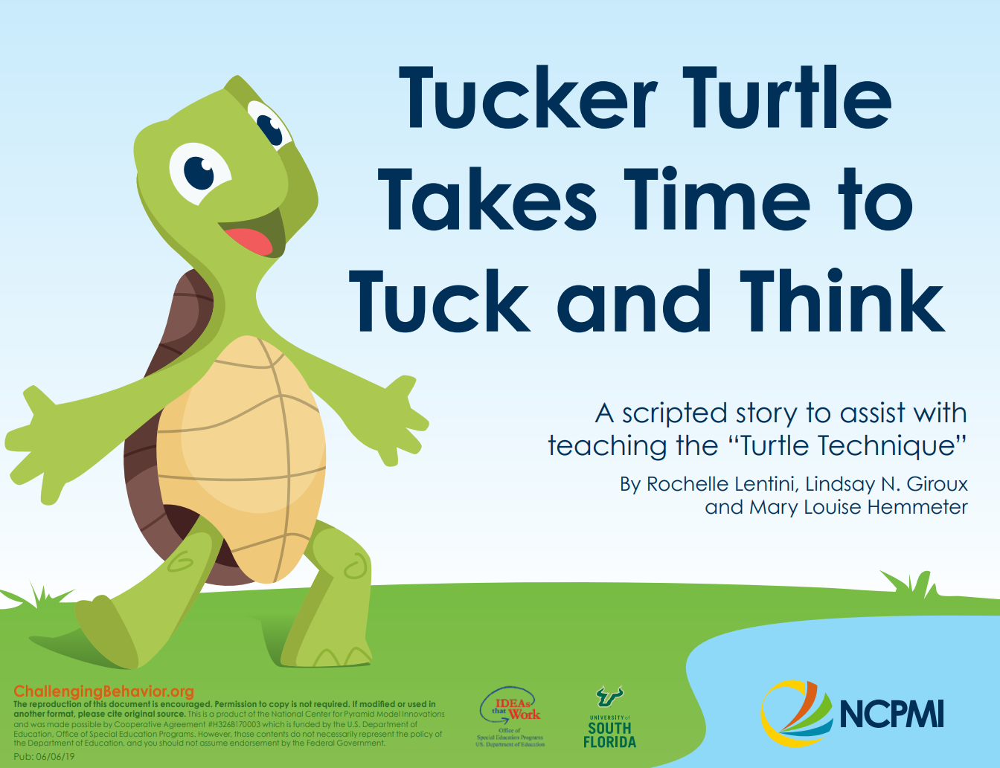 Tucker Turtle
Takes Time to
Tuck and Think
A scripted story to assist with
teaching the “Turtle Technique”
By Rochelle Lentini, Lindsay N. Giroux
and Mary Louise Hemmeter
ChallengingBehavior.org
The reproduction of this document is encouraged. Permission to copy is not required. If modified or used in
another format, please cite original source. This is a product of the National Center for Pyramid Model Innovations
and was made possible by Cooperative Agreement #H326B170003 which is funded by the U.S. Department of
Education, Office of Special Education Programs. However, those contents do not necessarily represent the policy of
the Department of Education, and you should not assume endorsement by the Federal Government.
Pub: 06/06/19
IDEAs
that Work
Office of
Special Education Programs
U.S. Department of Education
UNIVERSITY of
SOUTH
FLORIDA
NCPMI